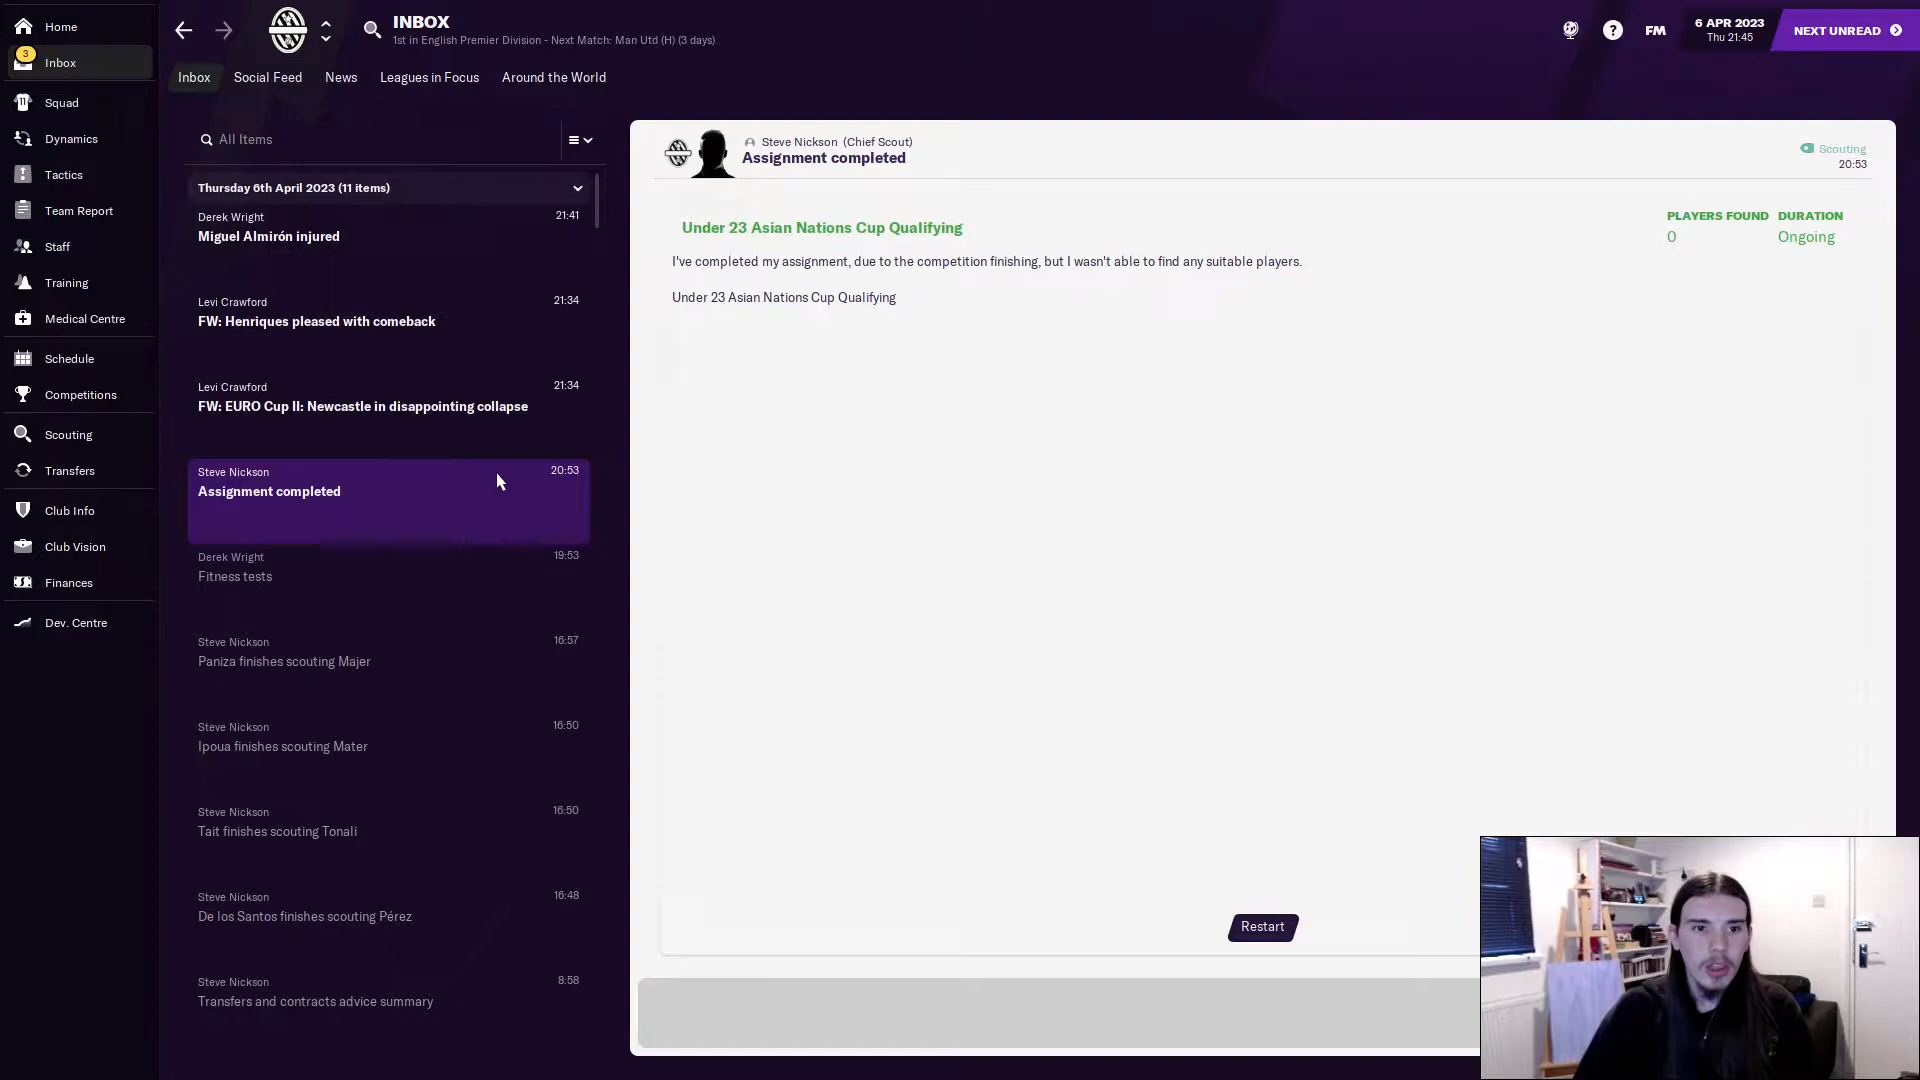 Home
3
Inbox
Squad
Dynamics
Tactics
Team Report
Staff
Training
Medical Centre
Schedule
Competitions
Scouting
Transfers
Club Info
Club Vision
Finances
Dev. Centre
INBOX
1st in English Premier Division - Next Match: Man Utd (H) (3 days)
?
FM
6 APR 2023
Thu 21:45
NEXT UNREAD
Inbox
Social Feed
News
Leagues in Focus
Around the World
All Items
Thursday 6th April 2023 (11 items)
Derek Wright 21:41
Miguel Almirón injured
Levi Crawford 21:34
FW: Henriques pleased with comeback
Levi Crawford 21:34
FW: EURO Cup II: Newcastle in disappointing collapse
Steve Nickson 20:53
Assignment completed
Derek Wright 19:53
Fitness tests
Steve Nickson 16:57
Paniza finishes scouting Majer
Steve Nickson 16:50
Ipoua finishes scouting Mater
Steve Nickson 16:50
Tait finishes scouting Tonali
Steve Nickson 16:48
De los Santos finishes scouting Pérez
Steve Nickson 8:58
Transfers and contracts advice summary
Steve Nickson (Chief Scout)
Assignment completed
Scouting
20:53
Under 23 Asian Nations Cup Qualifying
PLAYERS FOUND DURATION
0 Ongoing
I've completed my assignment, due to the competition finishing, but I wasn't able to find any suitable players.
Under 23 Asian Nations Cup Qualifying
Restart